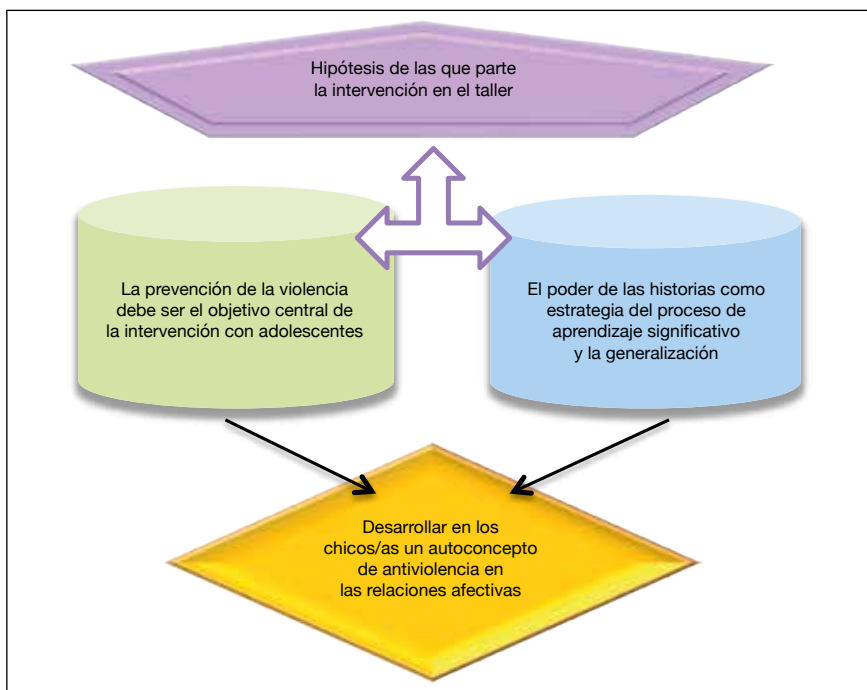 Hipótesis de las que parte
la intervención en el taller
La prevención de la violencia
debe ser el objetivo central de
la intervención con adolescentes
El poder de las historias como
estrategia del proceso de
aprendizaje significativo
y la generalización
Desarrollar en los
chicos/as un autoconcepto
de antiviolencia en
las relaciones afectivas